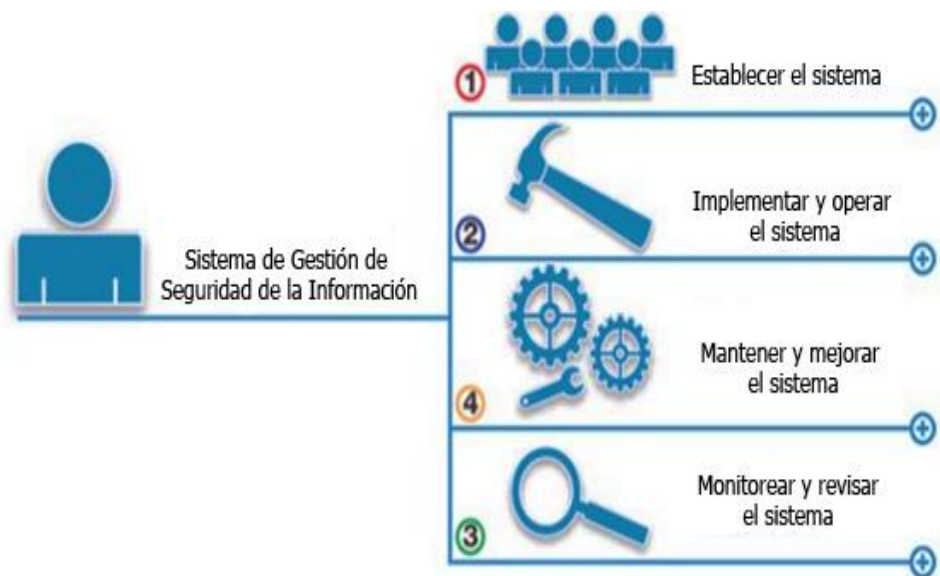 1
Establecer el sistema
2
Implementar y operar
el sistema
Sistema de Gestión de
Seguridad de la Información
4
Mantener y mejorar
el sistema
3
Monitorear y revisar
el sistema